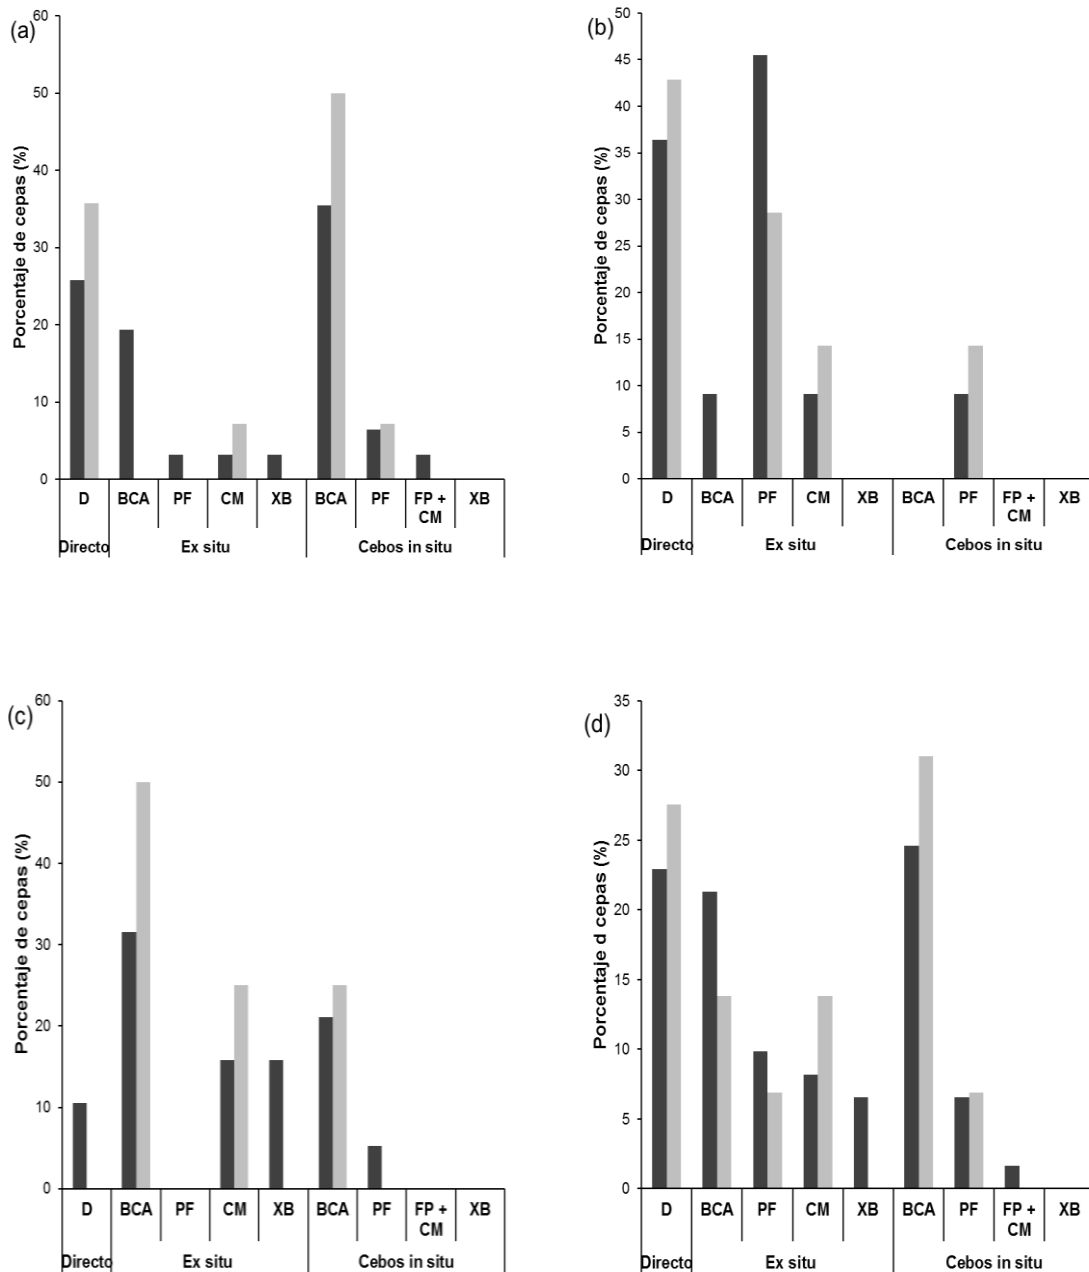 (a)
Porcentaje de cepas (%)
60
50
40
30
20
10
0
D BCA PF CM XB BCA PF FP + CM XB
Directo Ex situ Cebos in situ
(b)
Porcentaje de cepas (%)
50
45
40
35
30
25
20
15
10
5
0
D BCA PF CM XB BCA PF FP + CM XB
Directo Ex situ Cebos in situ
(c)
Porcentaje de cepas (%)
60
50
40
30
20
10
0
D BCA PF CM XB BCA PF FP + CM XB
Directo Ex situ Cebos in situ
(d)
Porcentaje d cepas (%)
35
30
25
20
15
10
5
0
D BCA PF CM XB BCA PF FP + CM XB
Directo Ex situ Cebos in situ